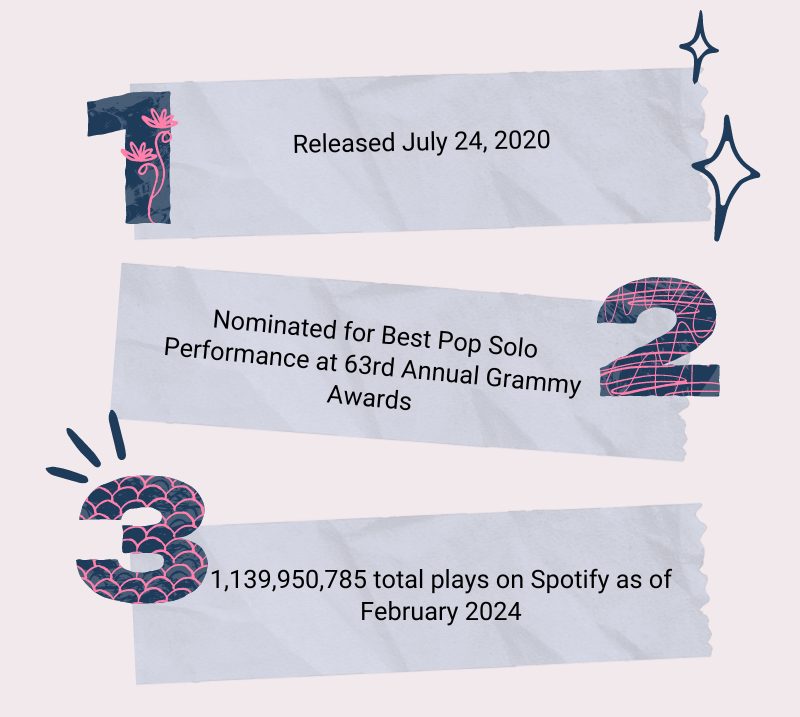 1
Released July 24, 2020
2
Nominated for Best Pop Solo
Performance at 63rd Annual Grammy
Awards
3
1,139,950,785 total plays on Spotify as of
February 2024